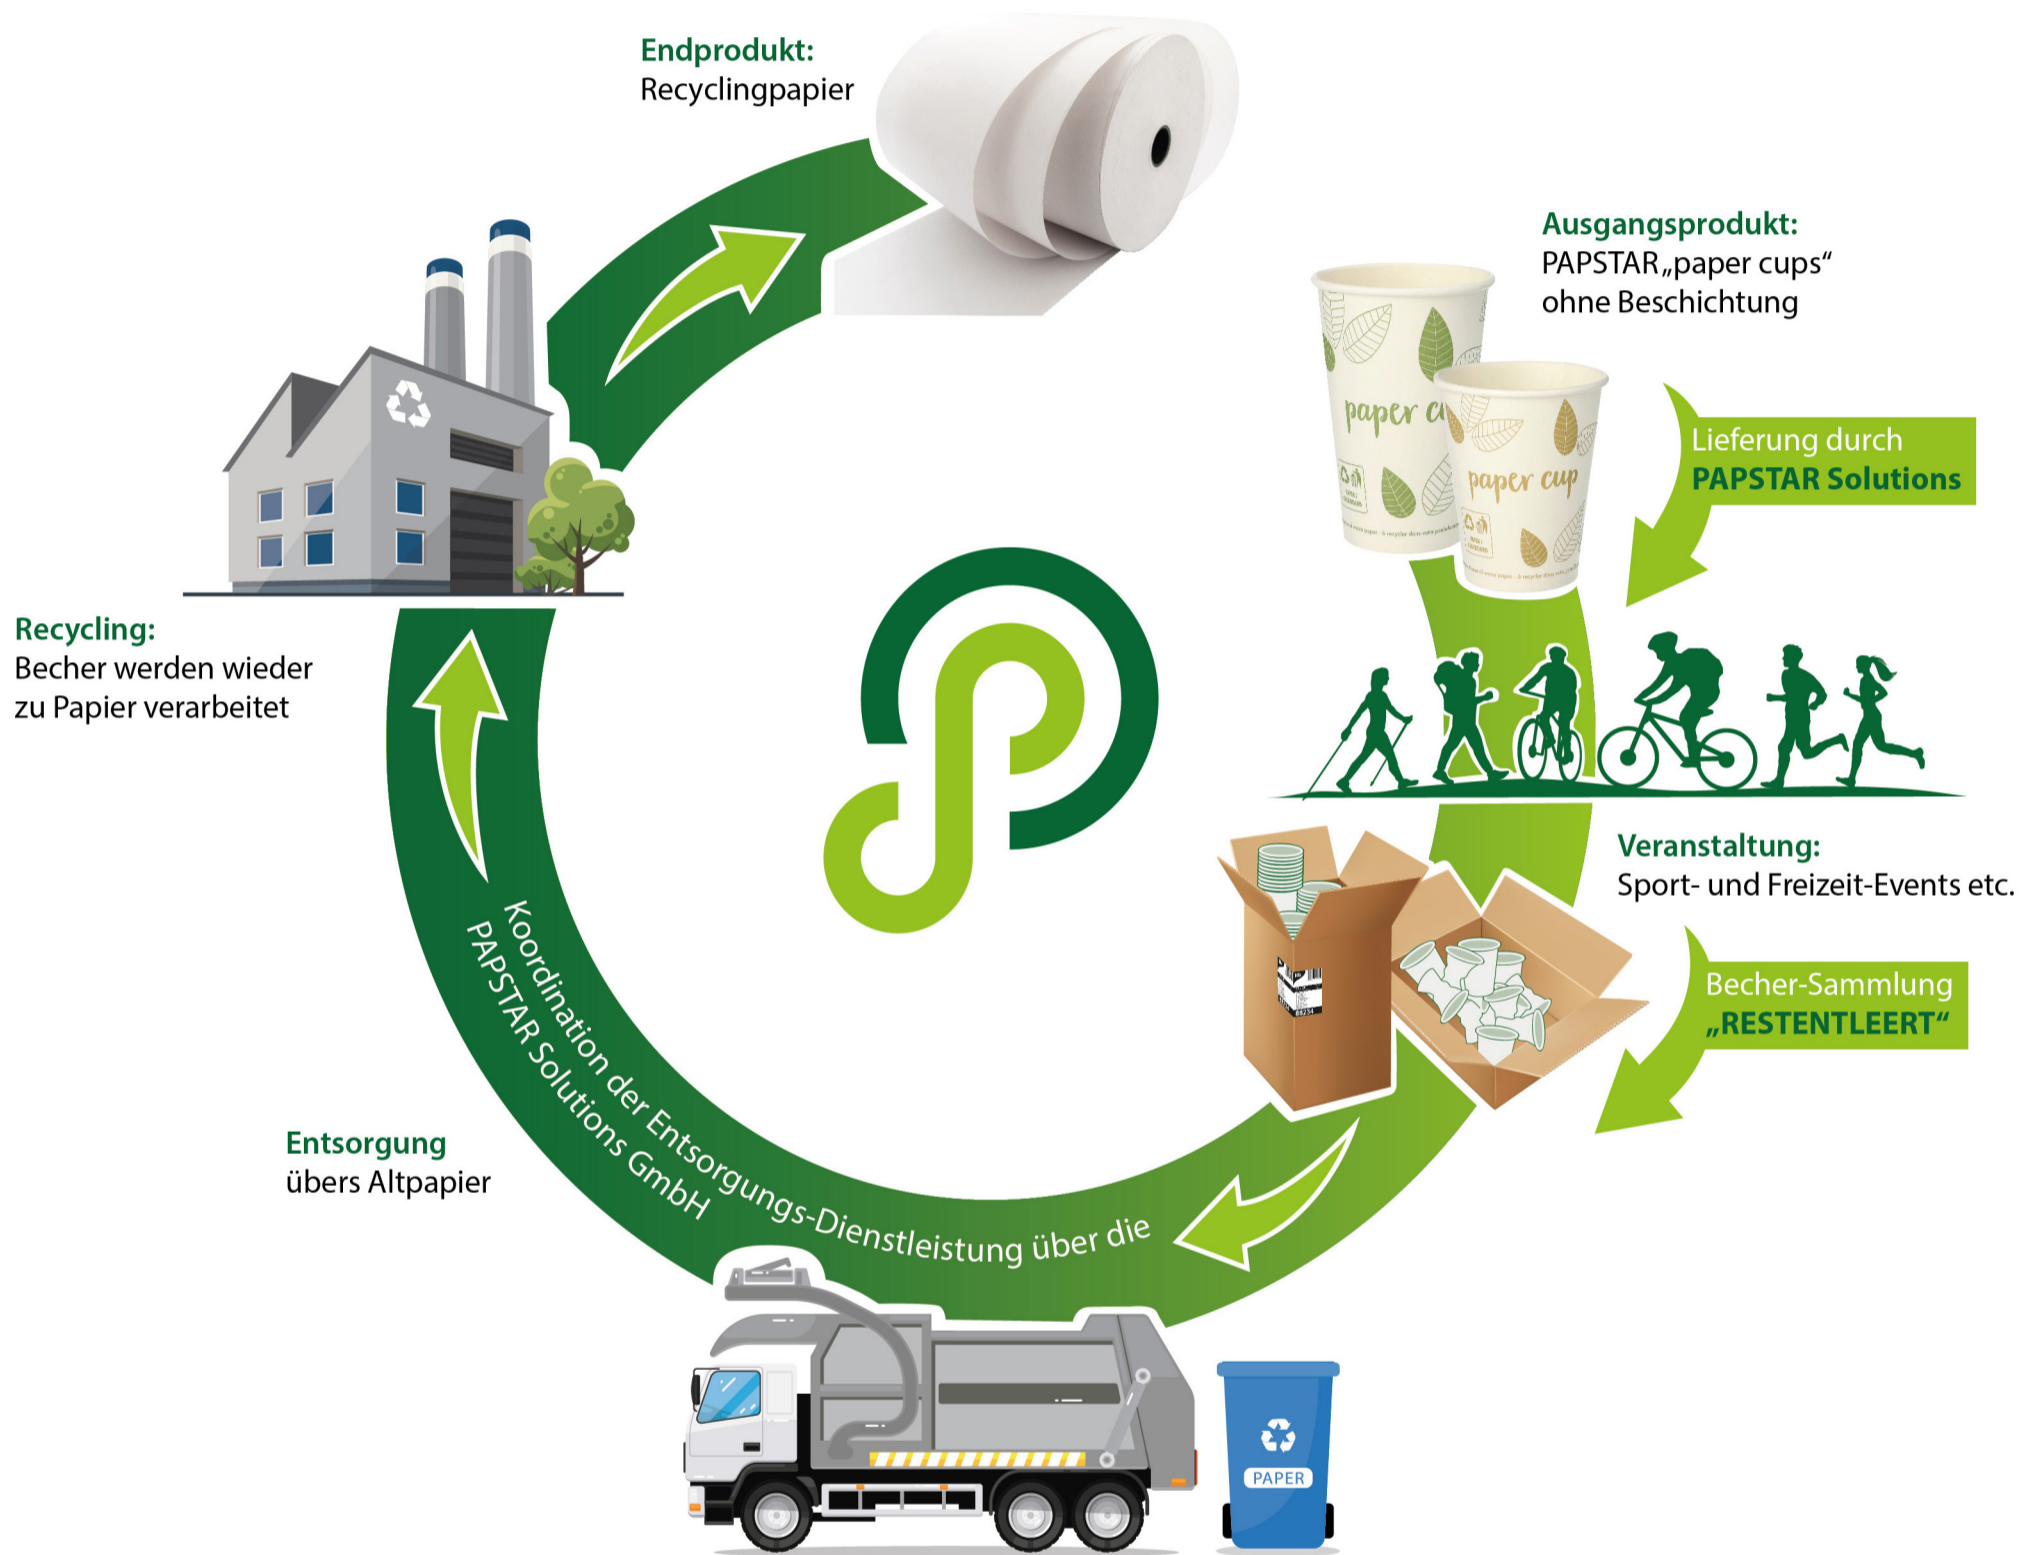 Endprodukt:
Recyclingpapier
Ausgangsprodukt:
PAPSTAR „paper cups“
ohne Beschichtung
paper
paper cup
Lieferung durch
PAPSTAR Solutions
Veranstaltung:
Sport- und Freizeit-Events etc.
Becher-Sammlung
„RESTENTLEERT“
88234
Koordination der Entsorgungs-Dienstleistung über die
PAPSTAR Solutions GmbH
Entsorgung
übers Altpapier
Recycling:
Becher werden wieder
zu Papier verarbeitet
PAPER